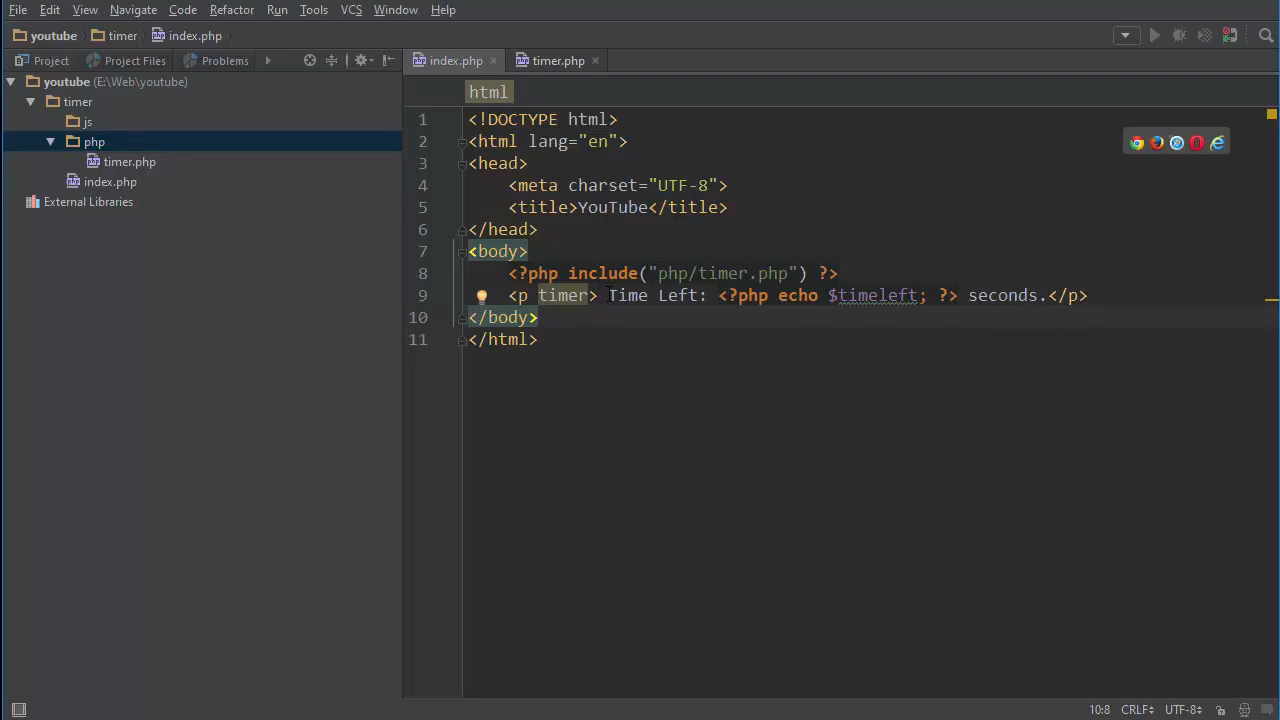 File Edit View Navigate Code Refactor Run Tools VCS Window Help
youtube timer index.php
Project Project Files Problems index.php timer.php
youtube (E:\Web\youtube)
timer
js
php
timer.php
index.php
External Libraries
html
1 <!DOCTYPE html>
2 <html lang="en">
3 <head>
4 <meta charset="UTF-8">
5 <title>YouTube</title>
6 </head>
7 <body>
8 <?php include("php/timer.php") ?>
9 <p timer> Time Left: <?php echo $timeleft; ?> seconds.</p>
10 </body>
11 </html>
10:8 CRLF UTF-8